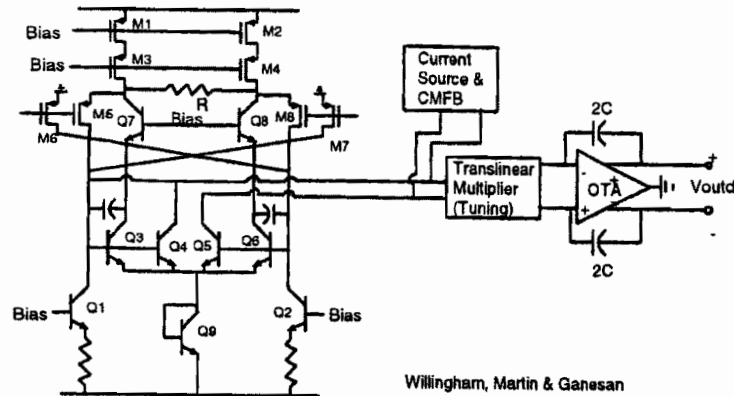 M1
Bias
M2
Bias
M3
M4
Current
Source &
CMFB
R
M5
Q7
Bias
Q8
M8
M6
M7
2C
Translinear
Multiplier
(Tuning)
-
+
OTA
+
Voutd
-
Q3
Q4
Q5
Q6
2C
Bias
Q1
Q9
Q2
Bias
Willingham, Martin & Ganesan